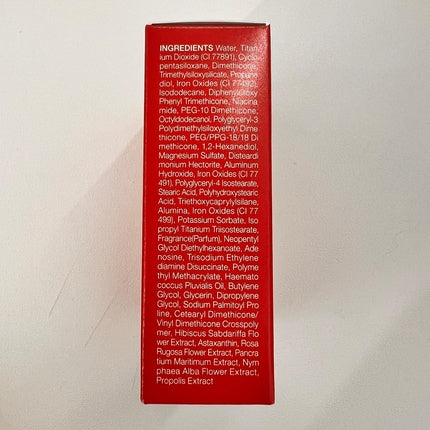 INGREDIENTS Water, Titan
ium Dioxide (CI 77891), Cyclo
pentasiloxane, Dimethicone,
Trimethylsiloxysilicate, Propane
diol, Iron Oxides (CI 77492),
Isododecane, Diphenylsiloxy
Phenyl Trimethicone, Niacina
mide, PEG-10 Dimethicone,
Octyldodecanol, Polyglyceryl-3
Polydimethylsiloxyethyl Dime
thicone, PEG/PPG-18/18 Di
methicone, 1,2-Hexanediol,
Magnesium Sulfate, Disteardi
monium Hectorite, Aluminum
Hydroxide, Iron Oxides (CI 77
491), Polyglyceryl-4 Isostearate,
Stearic Acid, Polyhydroxystearic
Acid, Triethoxycaprylylsilane,
Alumina, Iron Oxides (CI 77
499), Potassium Sorbate, Iso
propyl Titanium Triisostearate,
Fragrance(Parfum), Neopentyl
Glycol Diethylhexanoate, Ade
nosine, Trisodium Ethylene
diamine Disuccinate, Polyme
thyl Methacrylate, Haemato
coccus Pluvialis Oil, Butylene
Glycol, Glycerin, Dipropylene
Glycol, Sodium Palmitoyl Pro
line, Cetearyl Dimethicone/
Vinyl Dimethicone Crosspoly
mer, Hibiscus Sabdariffa Flo
wer Extract, Astaxanthin, Rosa
Rugosa Flower Extract, Pancra
tium Maritimum Extract, Nym
phaea Alba Flower Extract,
Propolis Extract